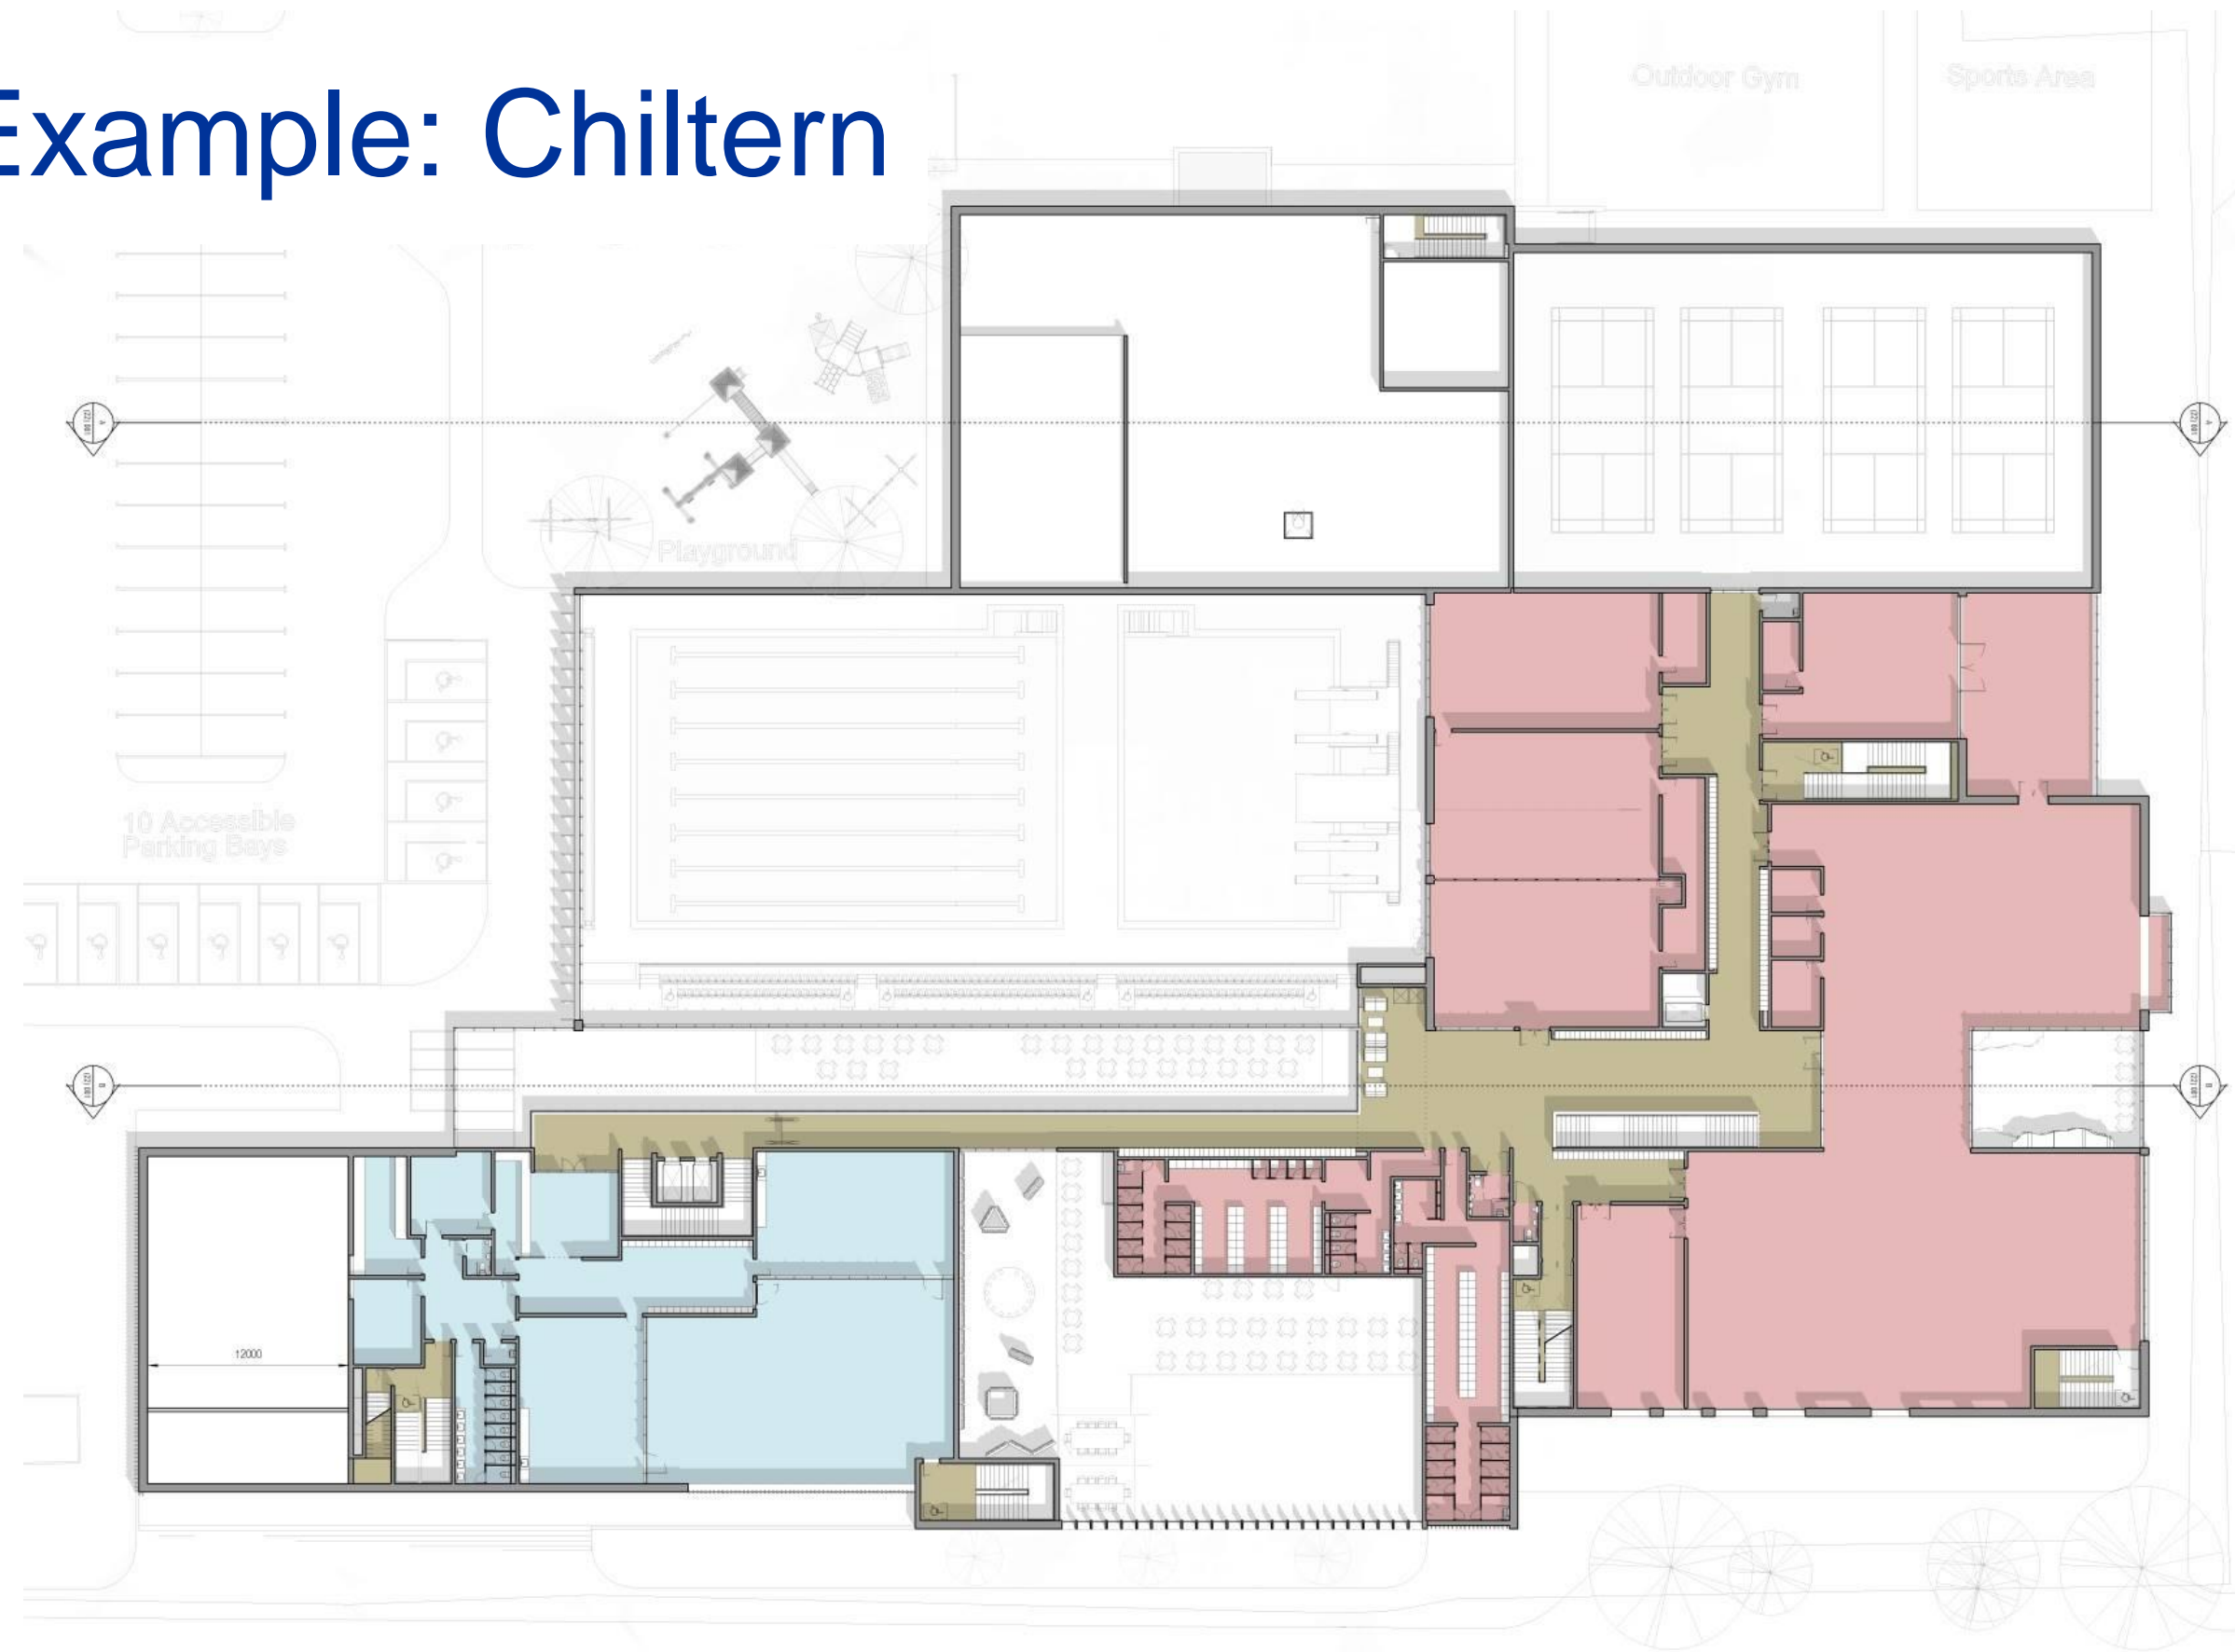 Example: Chiltern
Outdoor Gym
Sports Area
Playground
10 Accessible
Parking Bays
12000